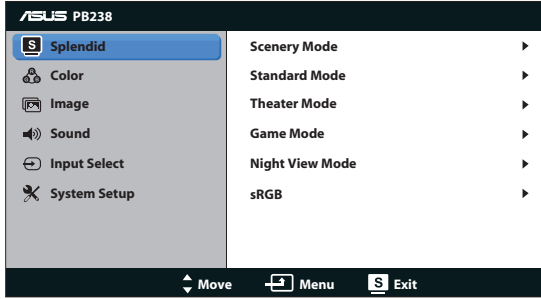 ASUS PB238
S Splendid
Color
Image
Sound
Input Select
System Setup
Scenery Mode
Standard Mode
Theater Mode
Game Mode
Night View Mode
sRGB
Move Menu S Exit